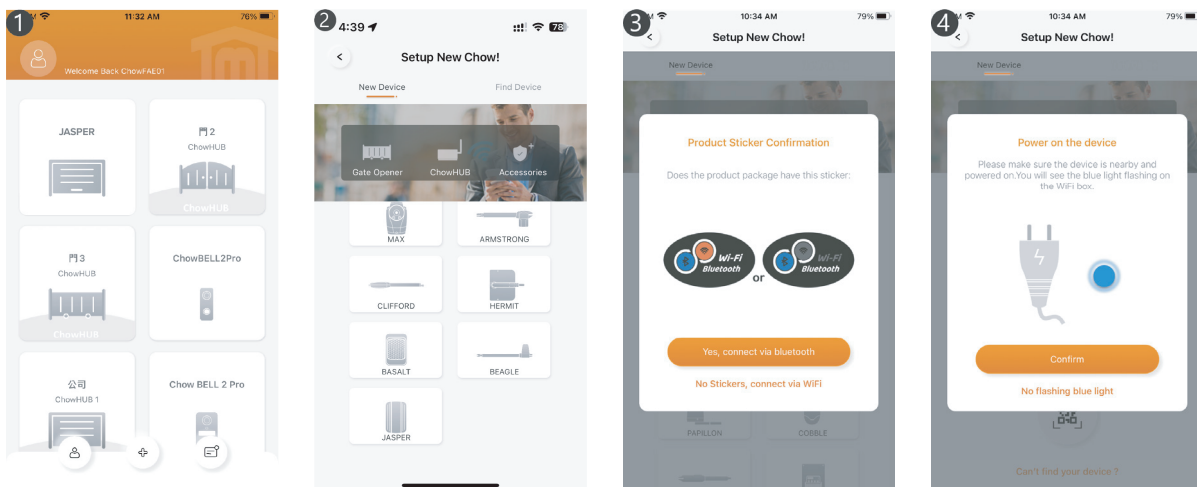 1
11:32 AM
76%
Welcome Back ChowFAED1
JASPER
門 2
ChowHUB
ChowHUB
門 3
ChowHUB
ChowHUB
ChowBELL2Pro
公司
ChowHUB 1
Chow BELL 2 Pro
2
4:39
78
Setup New Chow!
New Device
Find Device
Gate Opener
ChowHUB
Accessories
MAX
ARMSTRONG
CLIFFORD
HERMIT
BASALT
BEAGLE
JASPER
3
10:34 AM
79%
Setup New Chow!
New Device
Product Sticker Confirmation
Does the product package have this sticker:
Wi-Fi
Bluetooth
or
Wi-Fi
Bluetooth
Yes, connect via bluetooth
No Stickers, connect via WiFi
PAPILLON
COBBLE
4
10:34 AM
79%
Setup New Chow!
New Device
Power on the device
Please make sure the device is nearby and
powered on.You will see the blue light flashing on
the WiFi box.
Confirm
No flashing blue light
Can't find your device ?